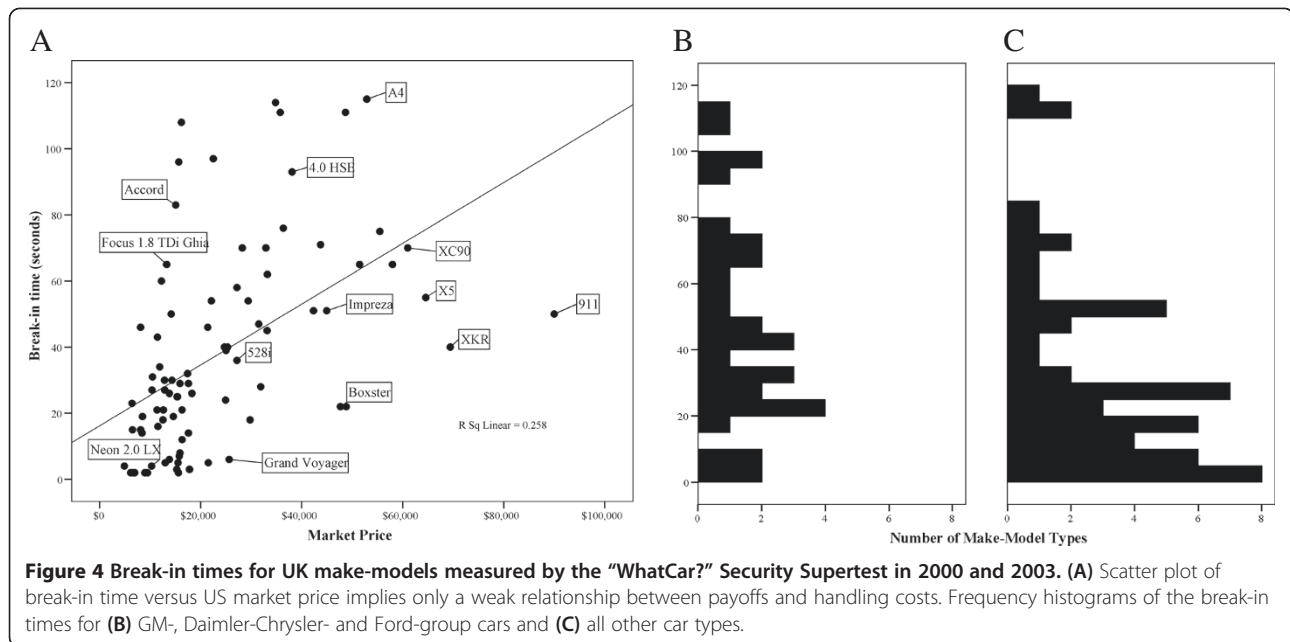 A
B
C
120
100
80
60
40
20
0
Break-in time (seconds)
A4
4.0 HSE
Accord
Focus 1.8 TDi Ghia
XC90
X5
Impreza
911
XKR
528i
Boxster
R Sq Linear = 0.258
Neon 2.0 LX
Grand Voyager
$0
$20,000
$40,000
$60,000
$80,000
$100,000
Market Price
120
100
80
60
40
20
0
0
2
4
6
8
0
2
4
6
8
Number of Make-Model Types
Figure 4 Break-in times for UK make-models measured by the “WhatCar?” Security Supertest in 2000 and 2003. (A) Scatter plot of
break-in time versus US market price implies only a weak relationship between payoffs and handling costs. Frequency histograms of the break-in
times for (B) GM-, Daimler-Chrysler- and Ford-group cars and (C) all other car types.